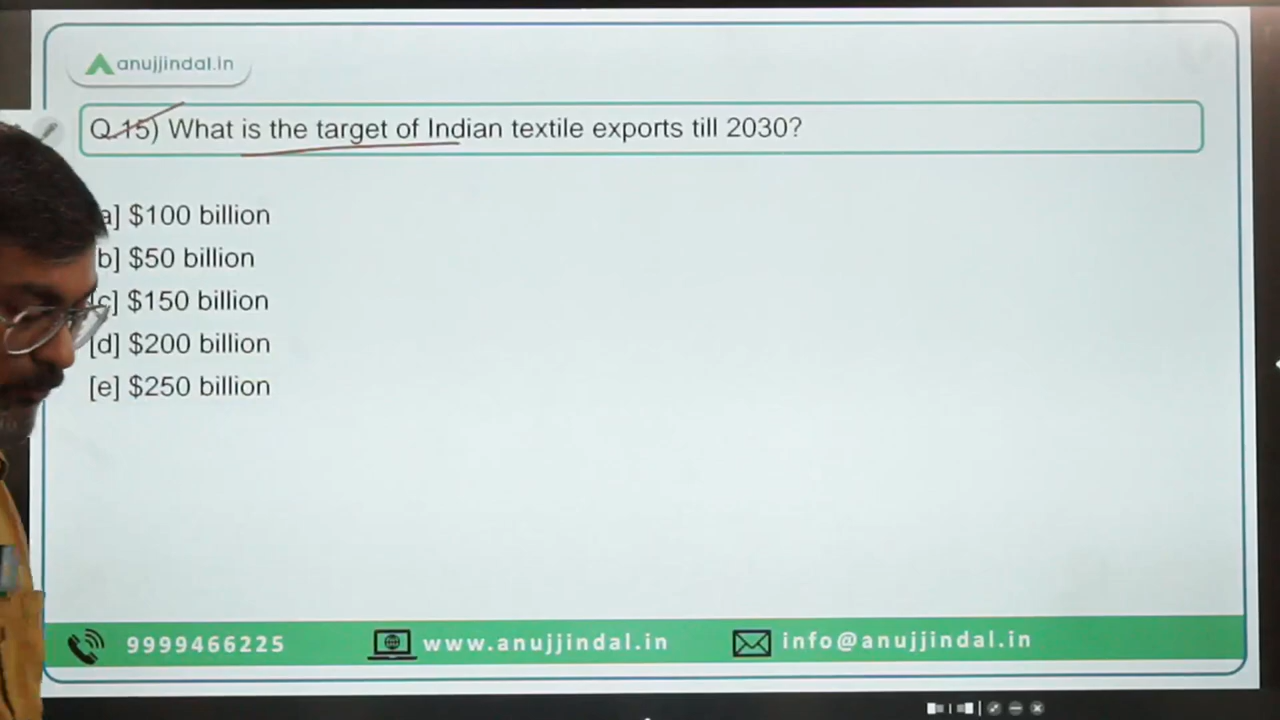 anujjindal.in
Q.15) What is the target of Indian textile exports till 2030?
a] $100 billion
b] $50 billion
[c] $150 billion
[d] $200 billion
[e] $250 billion
9999466225 www.anujjindal.in info@anujjindal.in